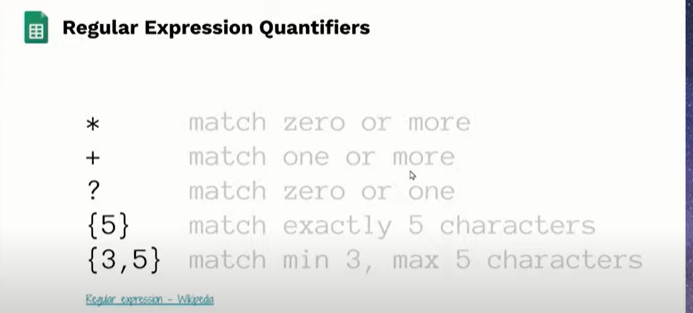 Regular Expression Quantifiers
* match zero or more
+ match one or more
? match zero or one
{5} match exactly 5 characters
{3,5} match min 3, max 5 characters
Regular expression - Wikipedia